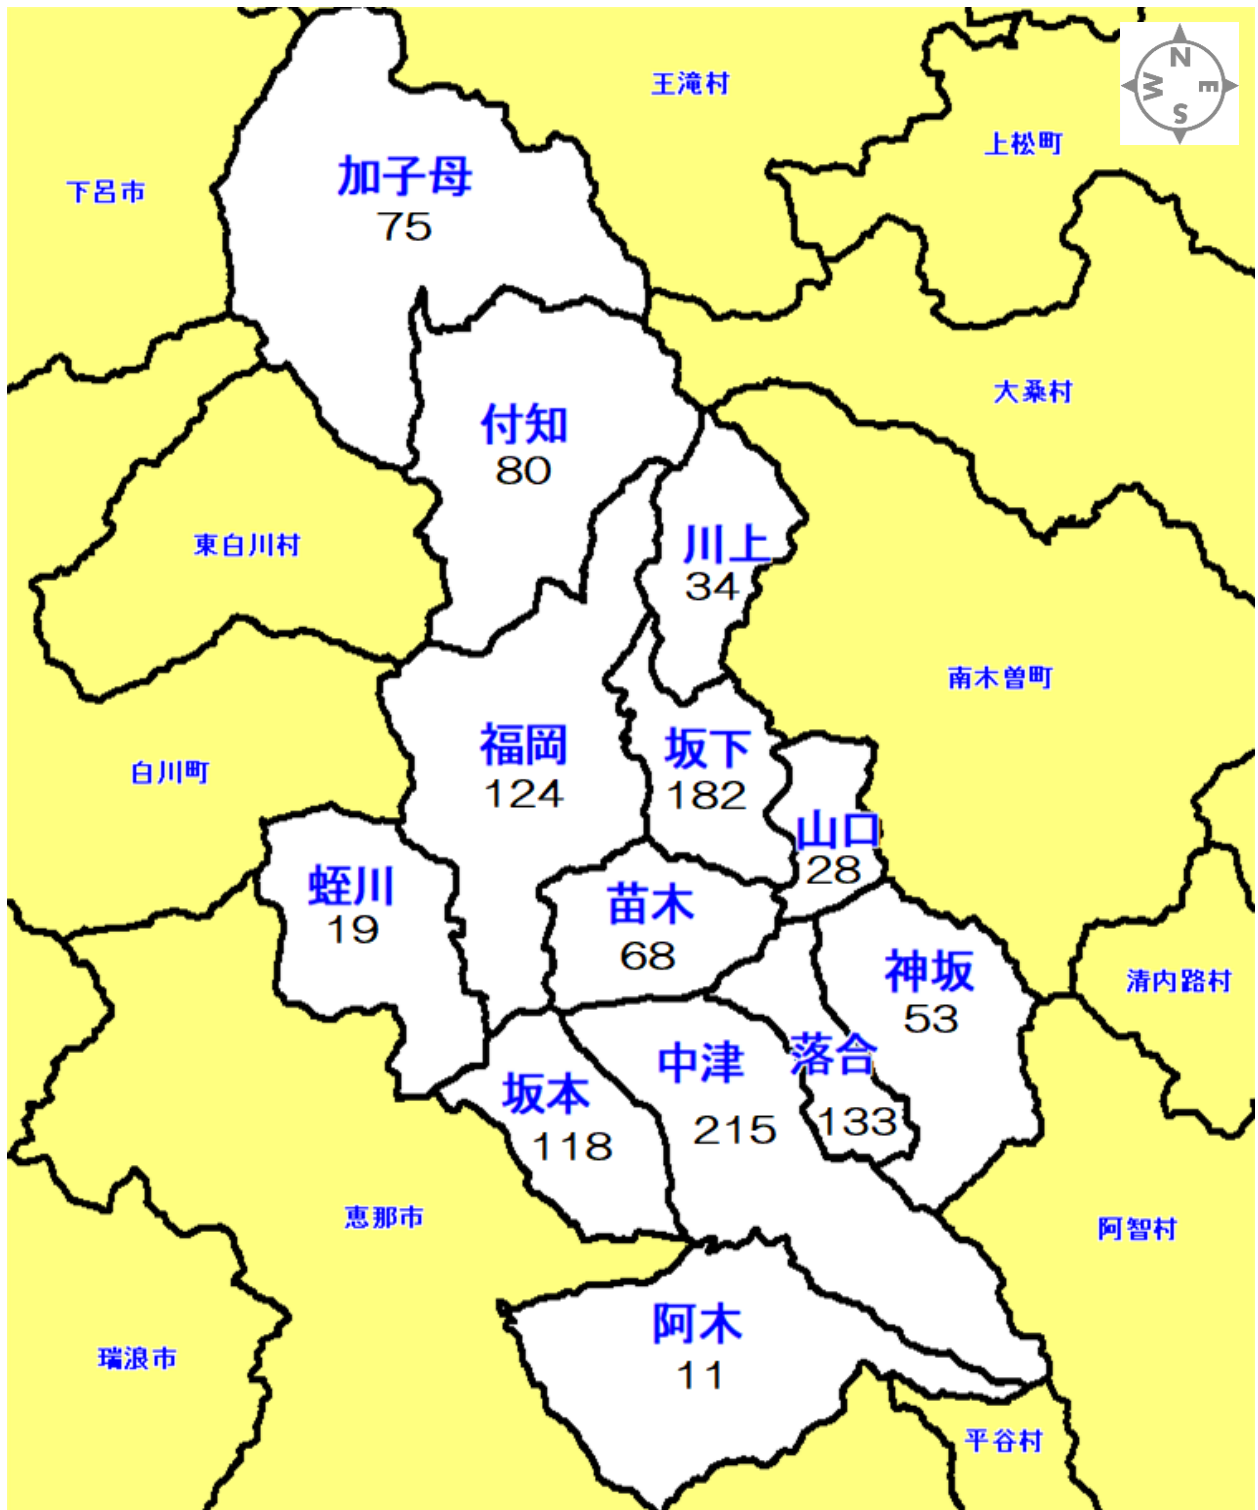 王滝村
N
W
E
S
上松町
加子母
75
下呂市
大桑村
付知
80
東白川村
川上
34
南木曽町
福岡
124
坂下
182
白川町
山口
28
蛭川
19
苗木
68
神坂
53
清内路村
中津
215
落合
133
坂本
118
恵那市
阿智村
阿木
11
瑞浪市
平谷村